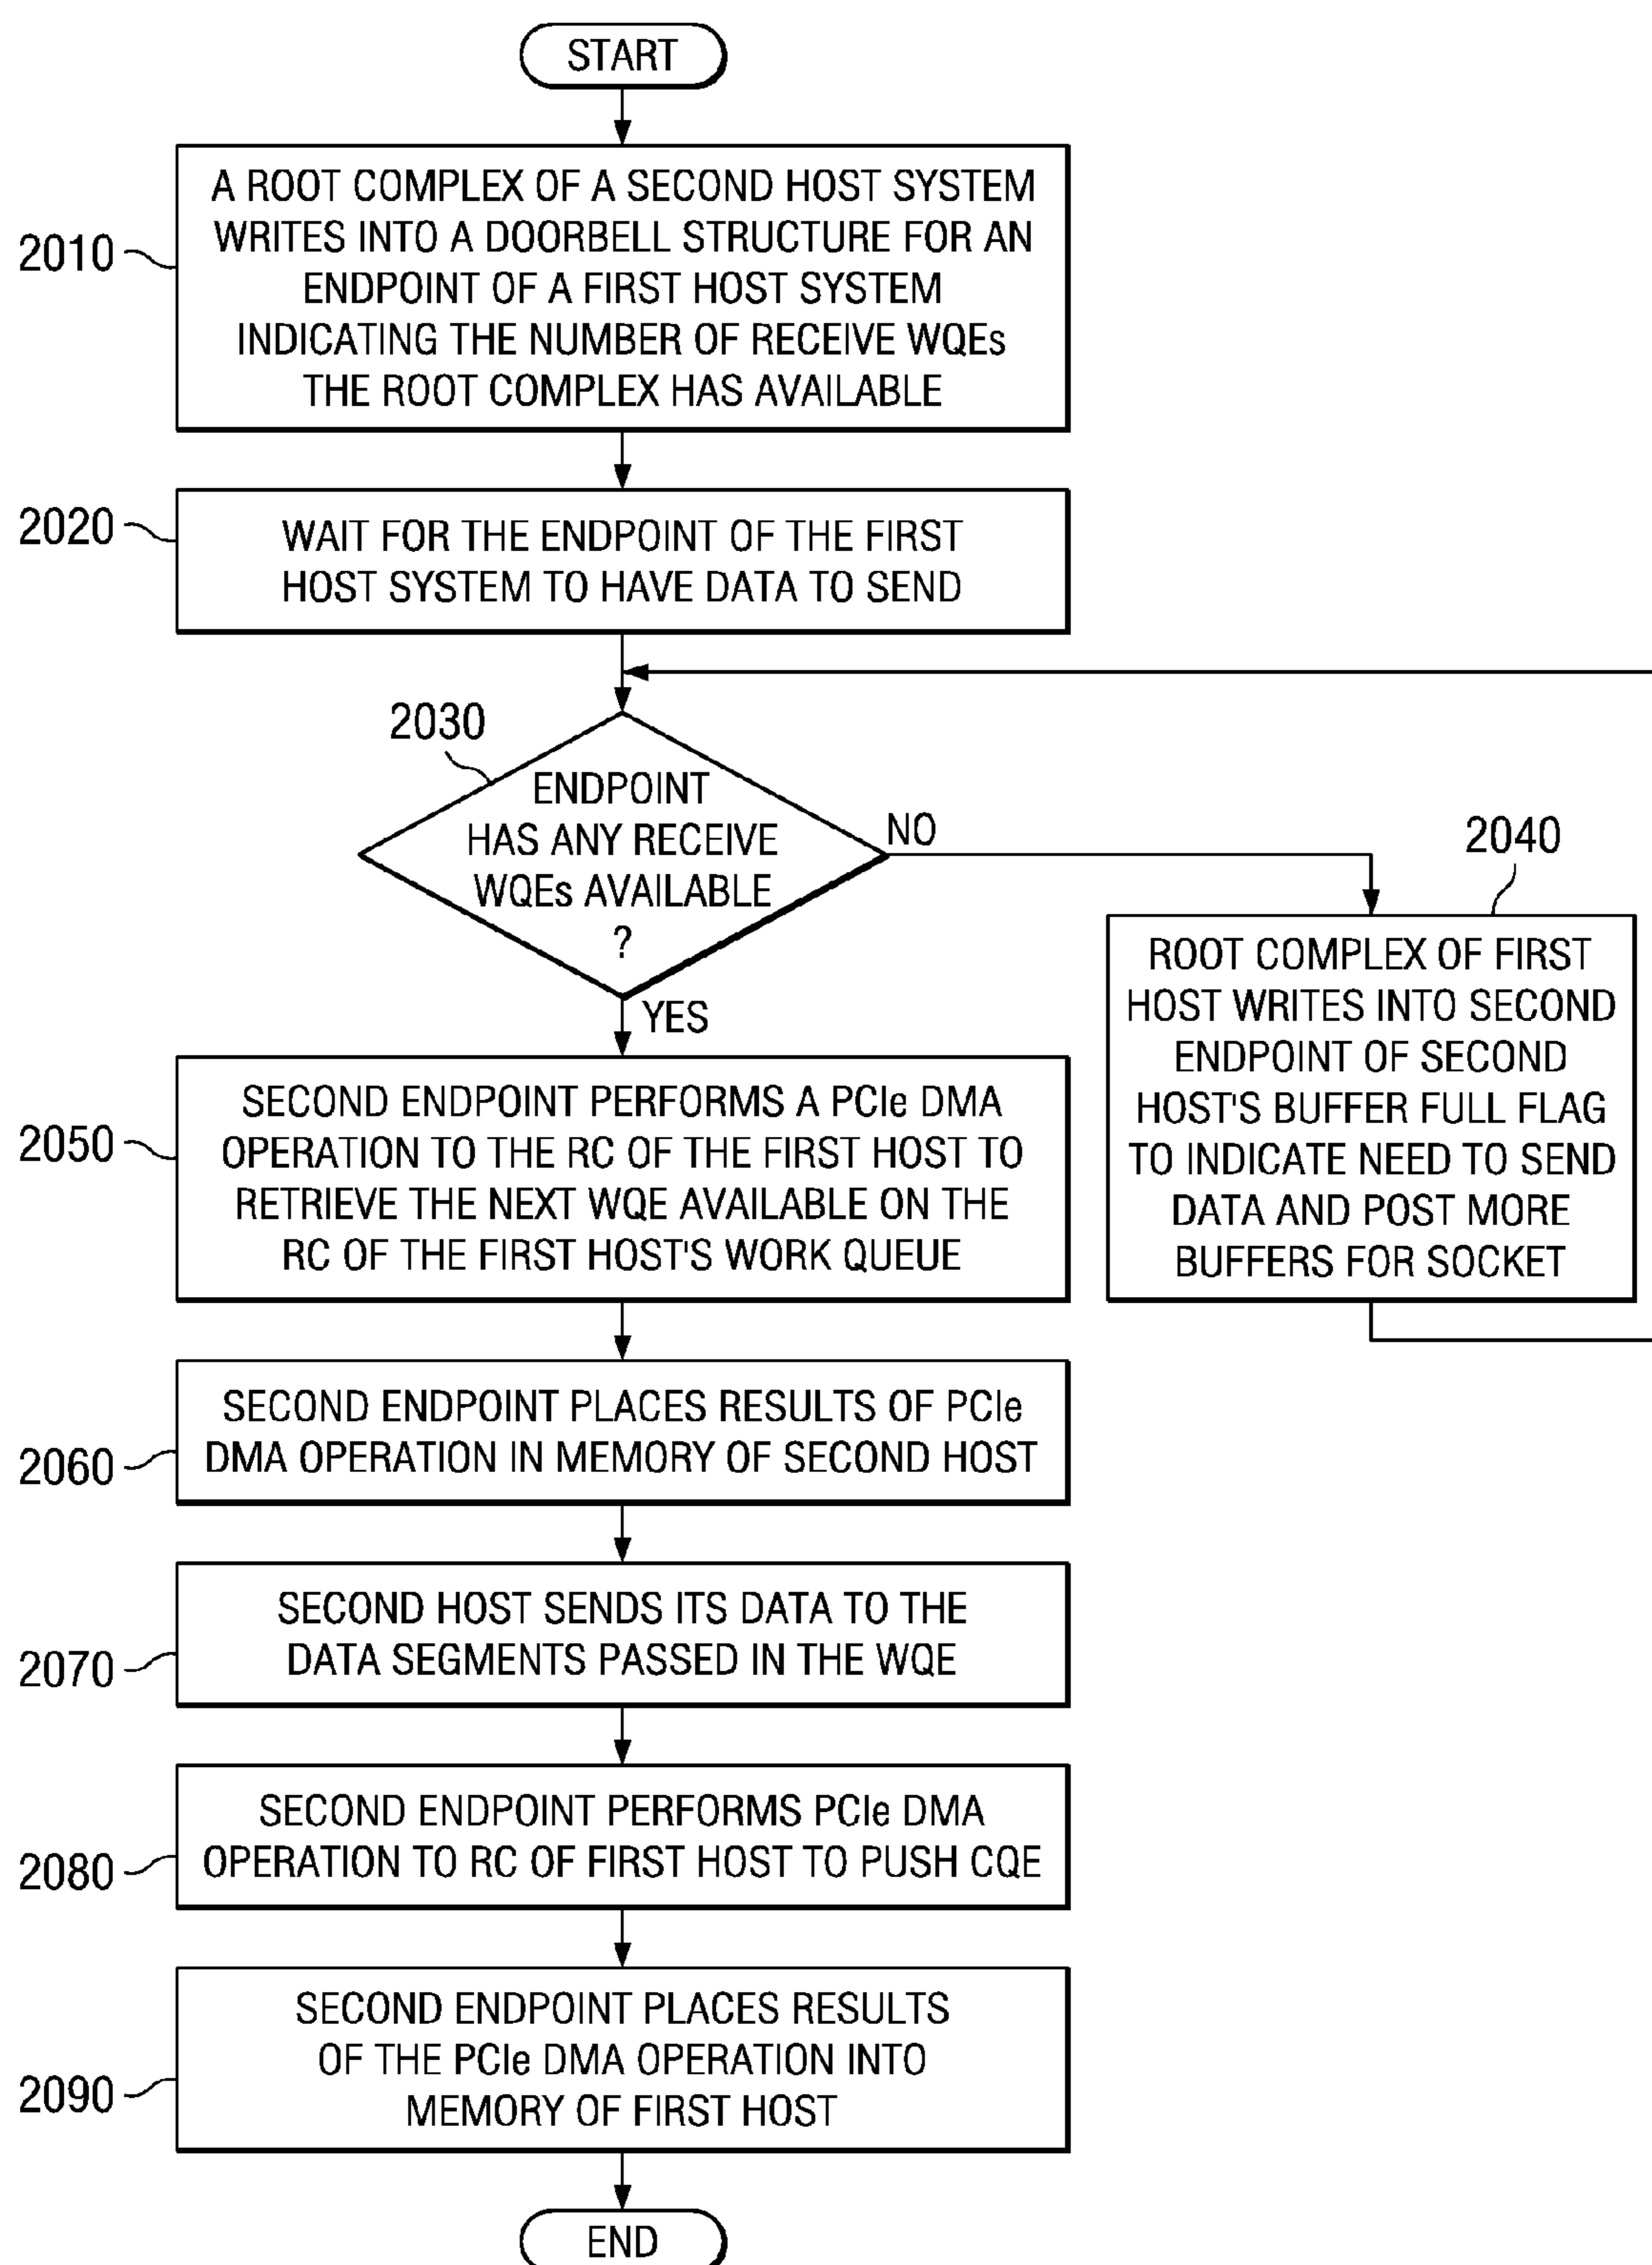 START
2010
A ROOT COMPLEX OF A SECOND HOST SYSTEM
WRITES INTO A DOORBELL STRUCTURE FOR AN
ENDPOINT OF A FIRST HOST SYSTEM
INDICATING THE NUMBER OF RECEIVE WQEs
THE ROOT COMPLEX HAS AVAILABLE
2020
WAIT FOR THE ENDPOINT OF THE FIRST
HOST SYSTEM TO HAVE DATA TO SEND
2030
ENDPOINT
HAS ANY RECEIVE
WQEs AVAILABLE
?
NO
YES
2040
ROOT COMPLEX OF FIRST
HOST WRITES INTO SECOND
ENDPOINT OF SECOND
HOST'S BUFFER FULL FLAG
TO INDICATE NEED TO SEND
DATA AND POST MORE
BUFFERS FOR SOCKET
2050
SECOND ENDPOINT PERFORMS A PCIe DMA
OPERATION TO THE RC OF THE FIRST HOST TO
RETRIEVE THE NEXT WQE AVAILABLE ON THE
RC OF THE FIRST HOST'S WORK QUEUE
2060
SECOND ENDPOINT PLACES RESULTS OF PCIe
DMA OPERATION IN MEMORY OF SECOND HOST
2070
SECOND HOST SENDS ITS DATA TO THE
DATA SEGMENTS PASSED IN THE WQE
2080
SECOND ENDPOINT PERFORMS PCIe DMA
OPERATION TO RC OF FIRST HOST TO PUSH CQE
2090
SECOND ENDPOINT PLACES RESULTS
OF THE PCIe DMA OPERATION INTO
MEMORY OF FIRST HOST
END